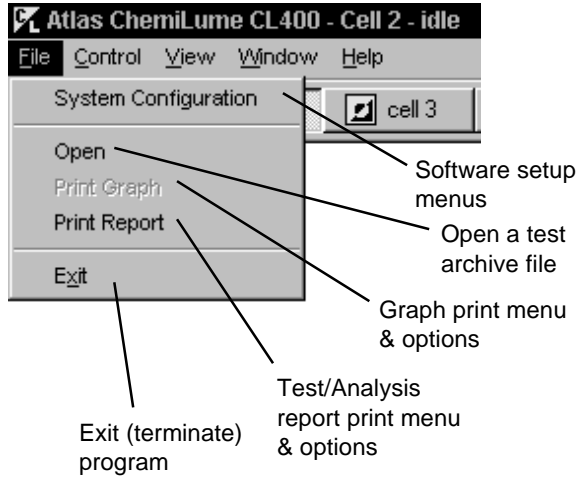 Atlas ChemiLume CL400 - Cell 2 - idle
File Control View Window Help
System Configuration
cell 3
Open
Print Graph
Print Report
Exit
Software setup
menus
Open a test
archive file
Graph print menu
& options
Test/Analysis
report print menu
& options
Exit (terminate)
program